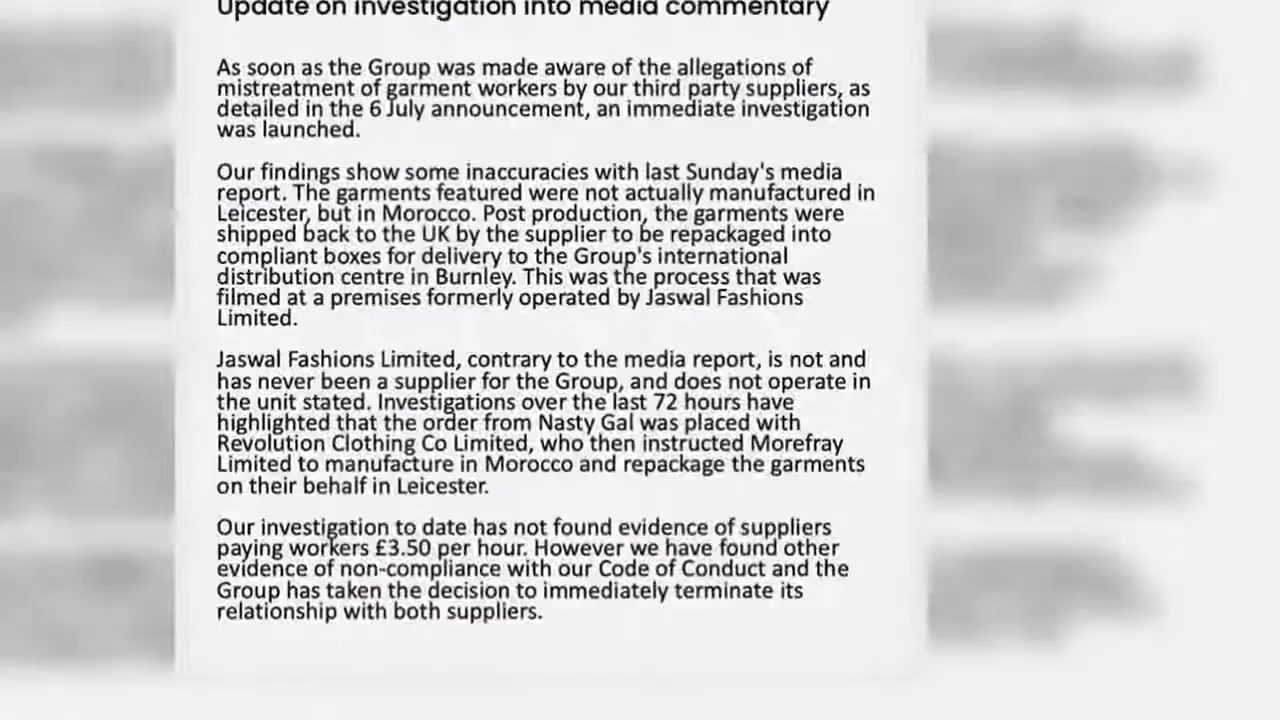 Update on investigation into media commentary
As soon as the Group was made aware of the allegations of
mistreatment of garment workers by our third party suppliers, as
detailed in the 6 July announcement, an immediate investigation
was launched.
Our findings show some inaccuracies with last Sunday's media
report. The garments featured were not actually manufactured in
Leicester, but in Morocco. Post production, the garments were
shipped back to the UK by the supplier to be repackaged into
compliant boxes for delivery to the Group's international
distribution centre in Burnley. This was the process that was
filmed at a premises formerly operated by Jaswal Fashions
Limited.
Jaswal Fashions Limited, contrary to the media report, is not and
has never been a supplier for the Group, and does not operate in
the unit stated. Investigations over the last 72 hours have
highlighted that the order from Nasty Gal was placed with
Revolution Clothing Co Limited, who then instructed Morefray
Limited to manufacture in Morocco and repackage the garments
on their behalf in Leicester.
Our investigation to date has not found evidence of suppliers
paying workers £3.50 per hour. However we have found other
evidence of non-compliance with our Code of Conduct and the
Group has taken the decision to immediately terminate its
relationship with both suppliers.